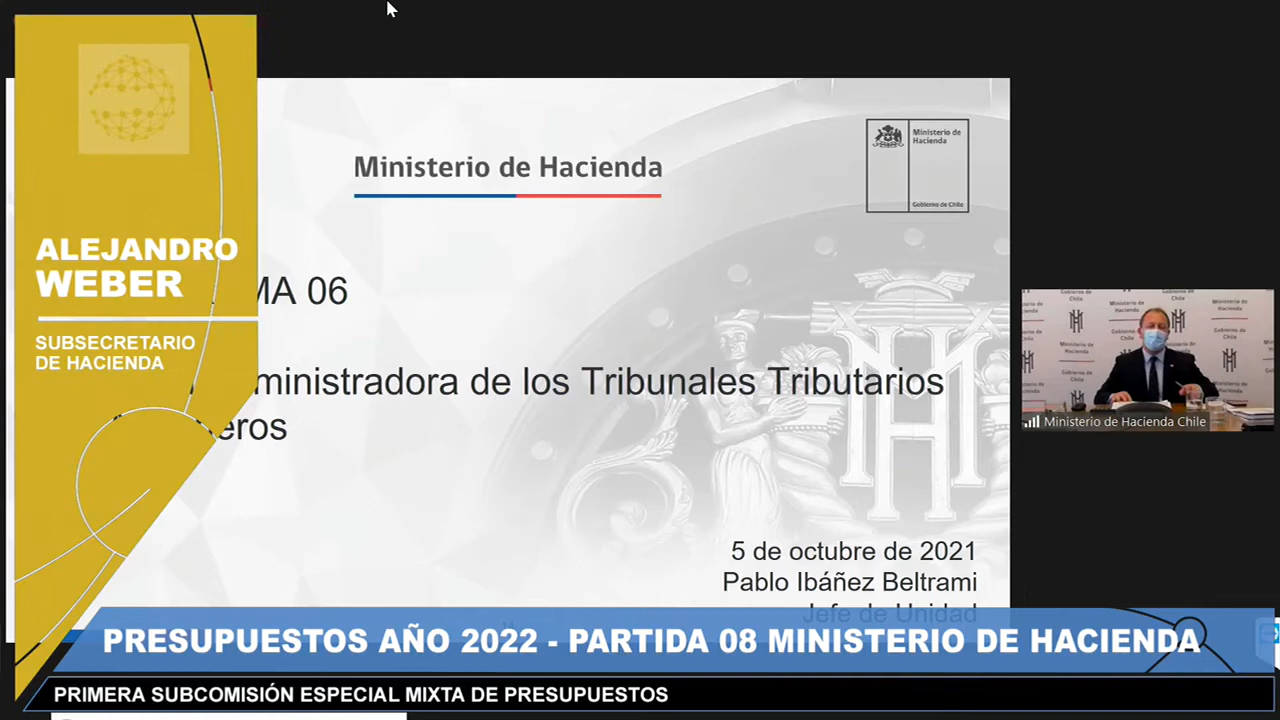 Ministerio de Hacienda
Ministerio de
Hacienda
Gobierno de Chile
ALEJANDRO
WEBER
SUBSECRETARIO
DE HACIENDA
MA 06
ministradora de los Tribunales Tributarios
eros
5 de octubre de 2021
Pablo Ibáñez Beltrami
Jefe de Unidad
Ministerio de Hacienda Chile
PRESUPUESTOS AÑO 2022 - PARTIDA 08 MINISTERIO DE HACIENDA
PRIMERA SUBCOMISIÓN ESPECIAL MIXTA DE PRESUPUESTOS